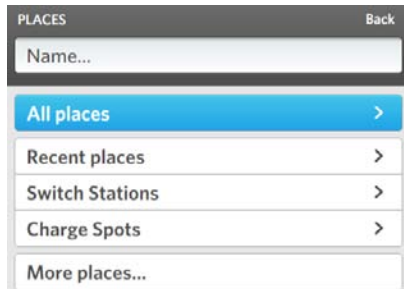 PLACES Back
Name...
All places
Recent places
Switch Stations
Charge Spots
More places...